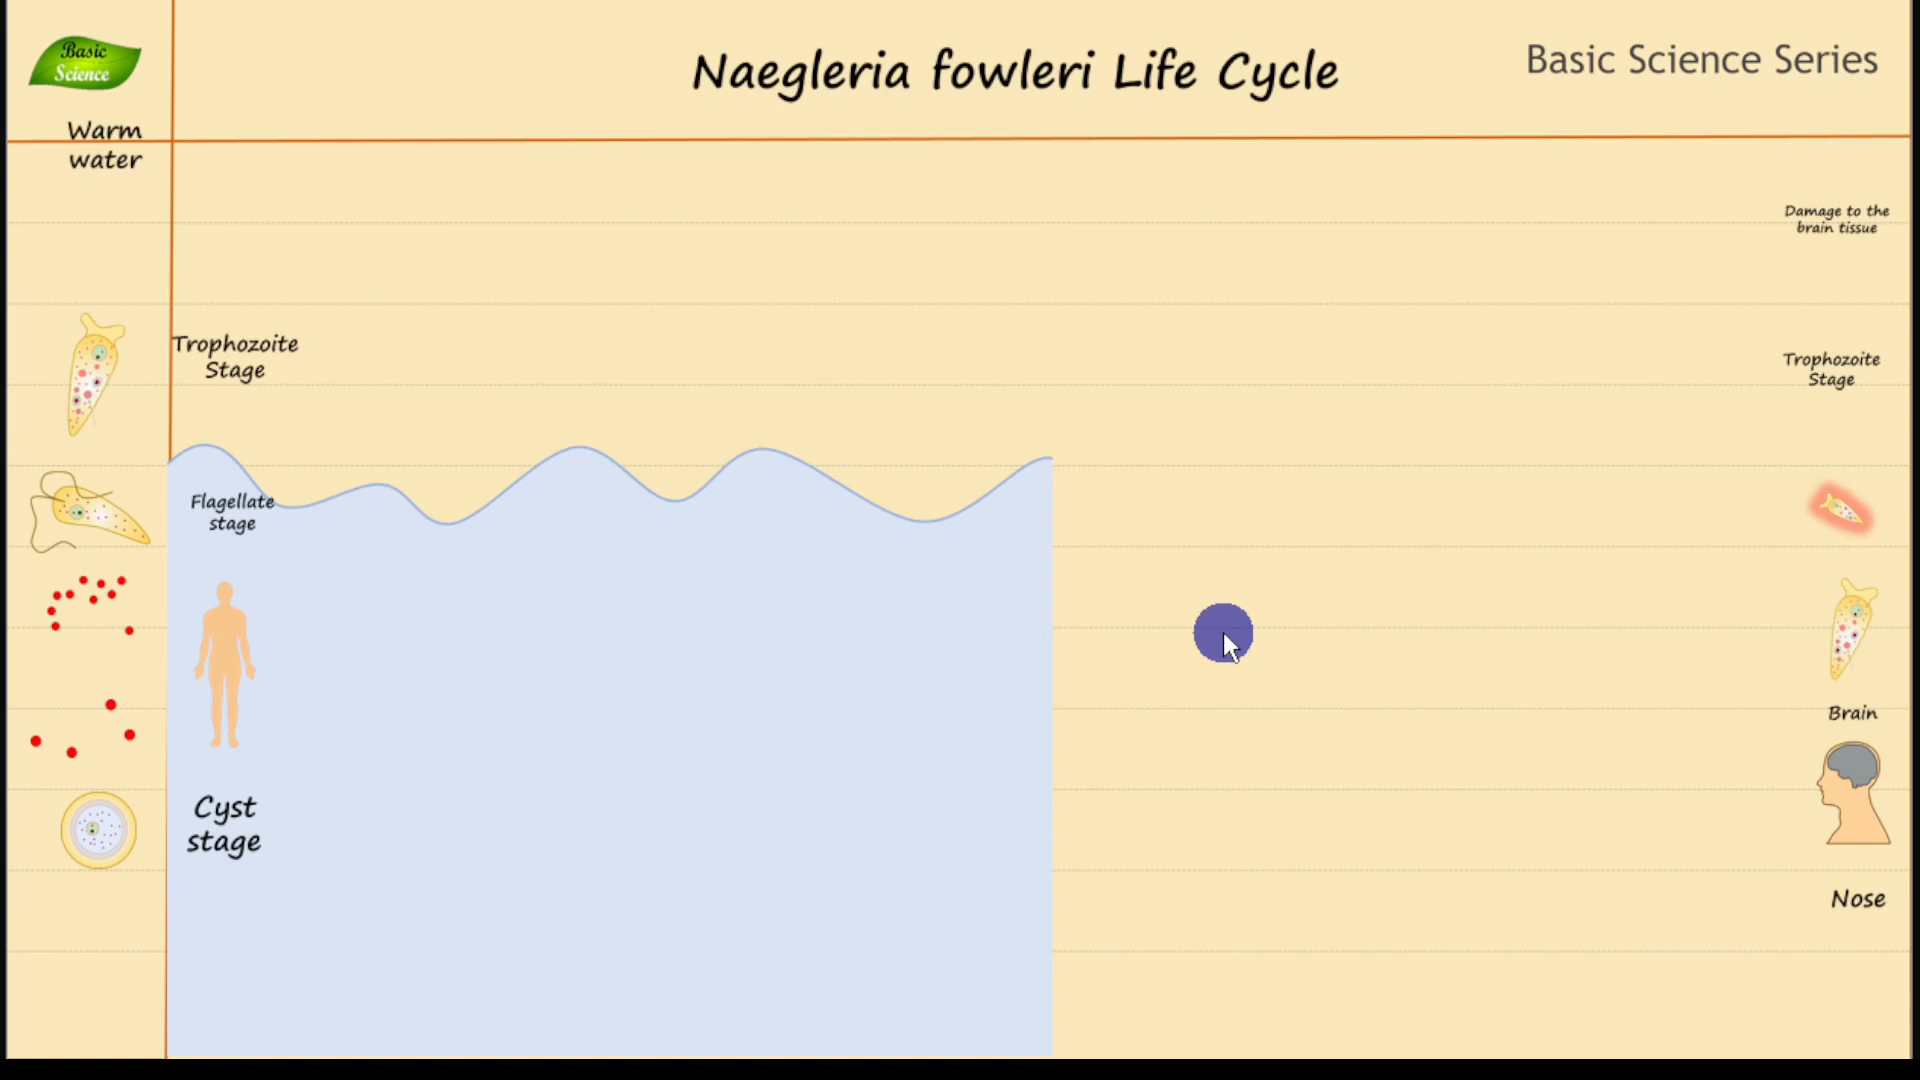 Basic
Science
Naegleria fowleri Life Cycle
Basic Science Series
Warm
water
Damage to the
brain tissue
Trophozoite
Stage
Trophozoite
Stage
Flagellate
stage
Brain
Cyst
stage
Nose